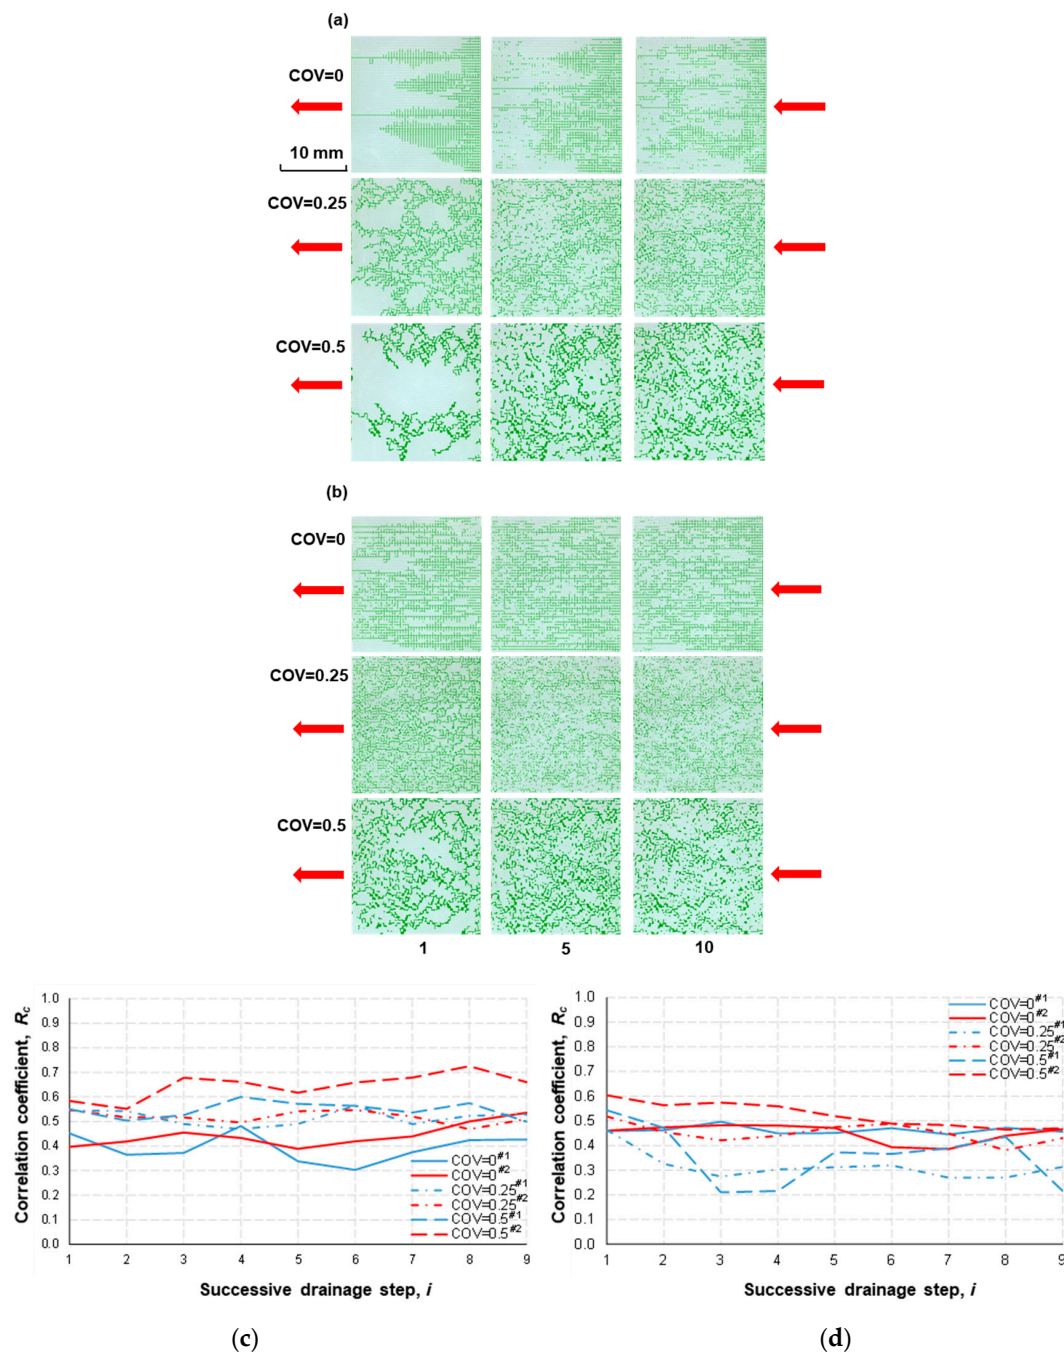 (a)
COV=0
10 mm
COV=0.25
COV=0.5
(b)
COV=0
COV=0.25
COV=0.5
1 5 10
1.0
0.9
0.8
0.7
0.6
0.5
0.4
0.3
0.2
0.1
0.0
Correlation coefficient, Rc
COV=0#1
COV=0#2
COV=0.25#1
COV=0.25#2
COV=0.5#1
COV=0.5#2
1 2 3 4 5 6 7 8 9
Successive drainage step, i
(c)
1.0
0.9
0.8
0.7
0.6
0.5
0.4
0.3
0.2
0.1
0.0
Correlation coefficient, Rc
COV=0#1
COV=0#2
COV=0.25#1
COV=0.25#2
COV=0.5#1
COV=0.5#2
1 2 3 4 5 6 7 8 9
Successive drainage step, i
(d)